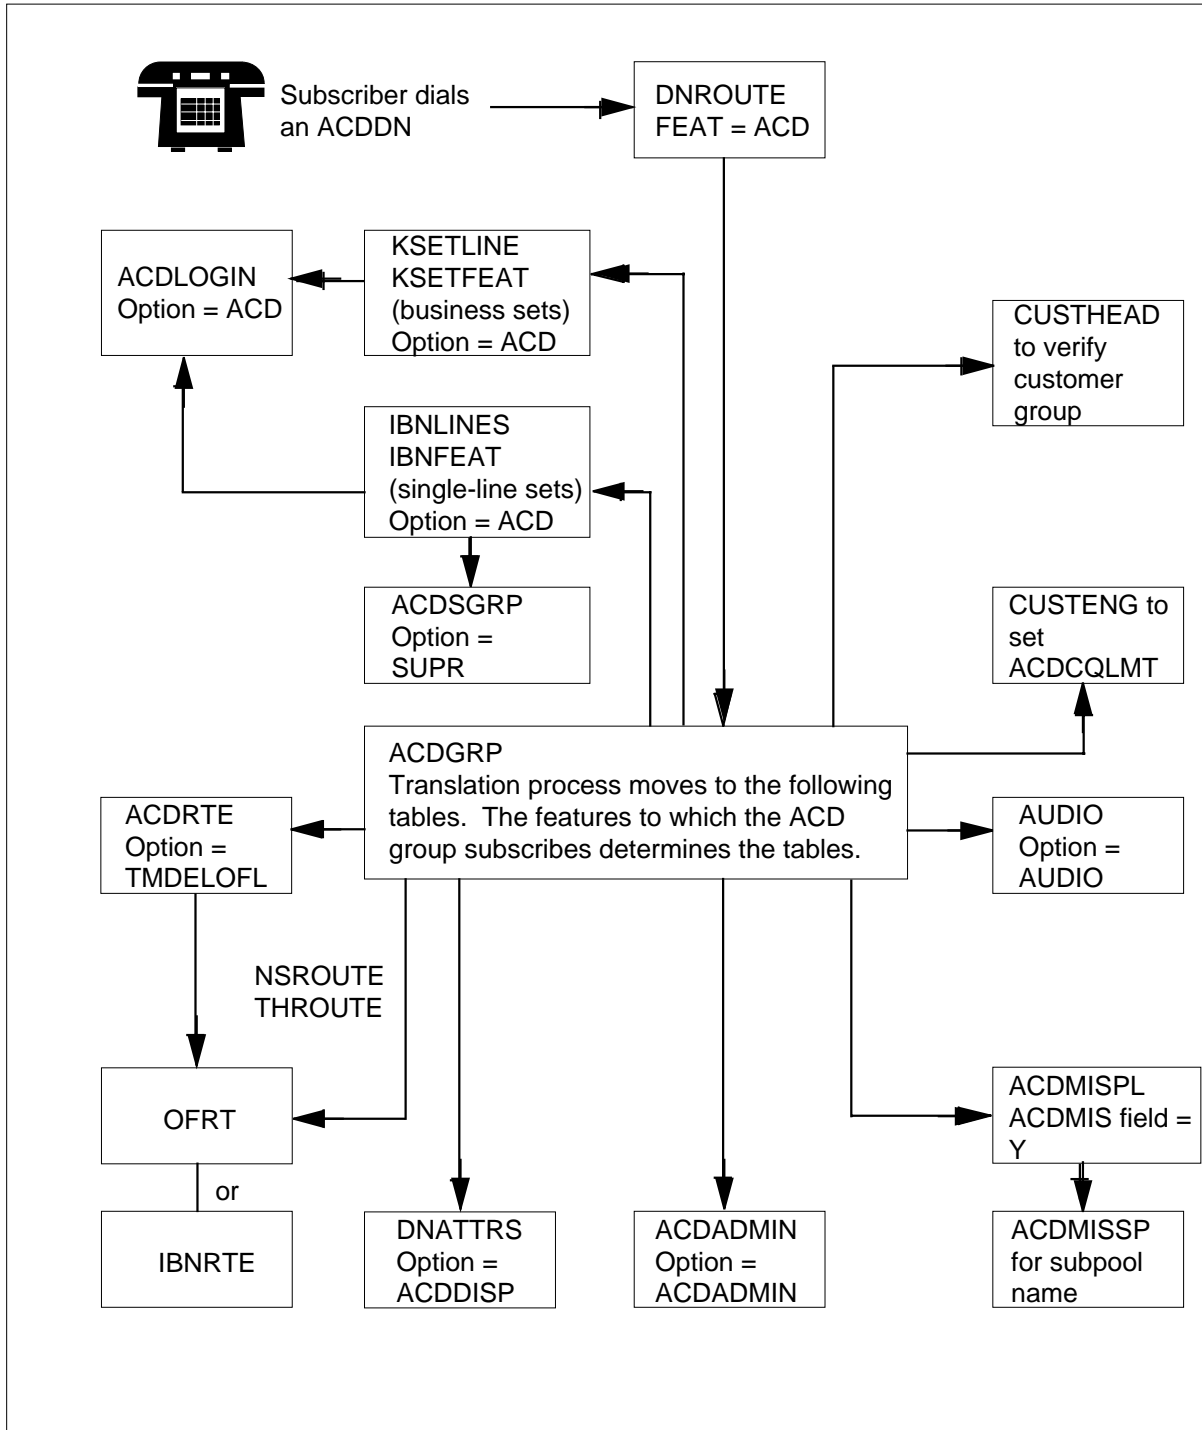 Subscriber dials
an ACDDN
DNROUTE
FEAT = ACD
ACDLOGIN
Option = ACD
KSETLINE
KSETFEAT
(business sets)
Option = ACD
CUSTHEAD
to verify
customer
group
IBNLINES
IBNFEAT
(single-line sets)
Option = ACD
ACDSGRP
Option =
SUPR
CUSTENG to
set
ACDCQLMT
ACDGRP
Translation process moves to the following
tables.  The features to which the ACD
group subscribes determines the tables.
ACDRTE
Option =
TMDELOFL
AUDIO
Option =
AUDIO
NSROUTE
THROUTE
OFRT
or
IBNRTE
ACDMISPL
ACDMIS field =
Y
DNATTRS
Option =
ACDDISP
ACDADMIN
Option =
ACDADMIN
ACDMISSP
for subpool
name